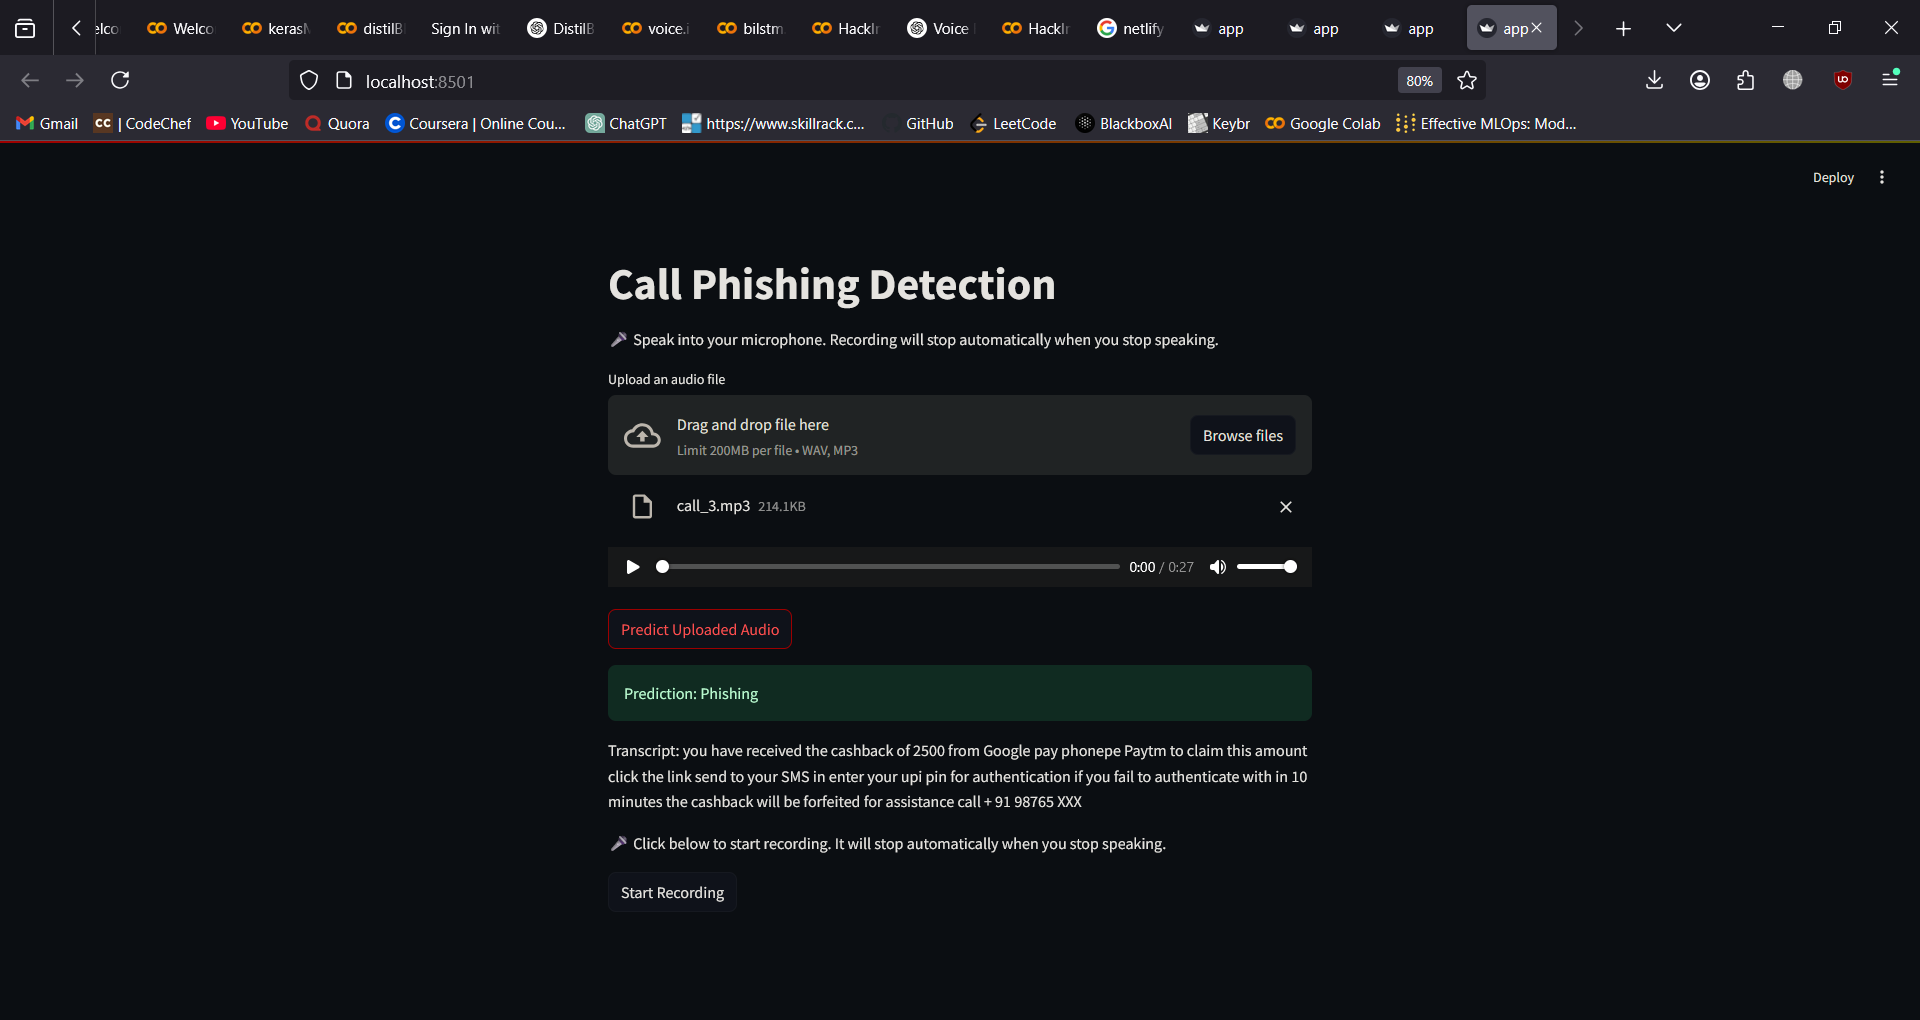 elco
Welco
kerasN
distilB
Sign In wit
DistilB
voice.i
bilstm
HackIn
Voice
HackIn
netlify
app
app
app
app
localhost:8501
80%
Gmail
CC | CodeChef
YouTube
Quora
Coursera | Online Cou...
ChatGPT
https://www.skillrack.c...
GitHub
LeetCode
BlackboxAI
Keybr
Google Colab
Effective MLOps: Mod...
Deploy
Call Phishing Detection
Speak into your microphone. Recording will stop automatically when you stop speaking.
Upload an audio file
Drag and drop file here
Limit 200MB per file • WAV, MP3
Browse files
call_3.mp3 214.1KB
0:00 / 0:27
Predict Uploaded Audio
Prediction: Phishing
Transcript: you have received the cashback of 2500 from Google pay phonepe Paytm to claim this amount
click the link send to your SMS in enter your upi pin for authentication if you fail to authenticate with in 10
minutes the cashback will be forfeited for assistance call + 91 98765 XXX
Click below to start recording. It will stop automatically when you stop speaking.
Start Recording